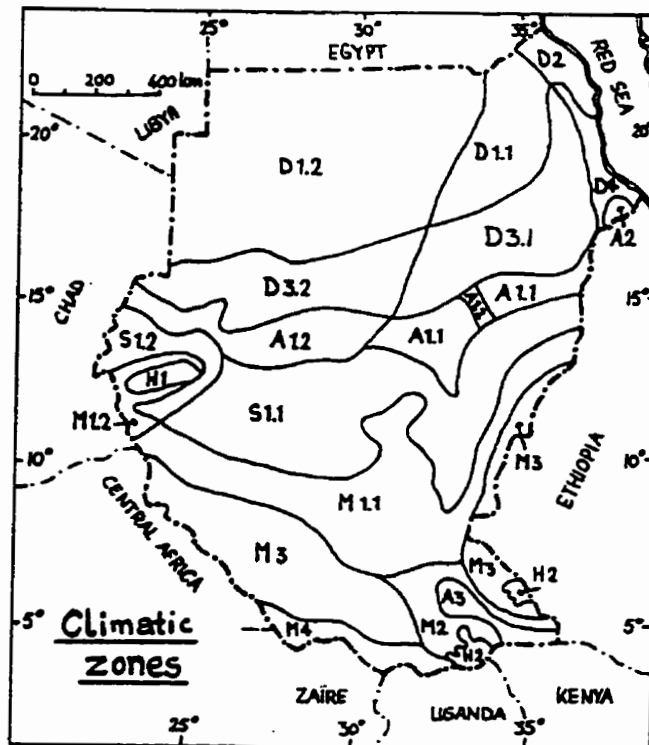 25°
30°
35°
EGYPT
D2
RED SEA
0 200 400 km
LIBYA
20°
20°
D1.2
D1.1
D4
A2
D3.1
D3.2
CHAD
15°
A1.1
15°
S1.2
A1.2
A1.1
H1
S1.1
M1.2
10°
M3
10°
ETHIOPIA
CENTRAL AFRICA
M1.1
M3
M3
H2
A3
5°
Climatic
zones
M4
M2
5°
H2
ZAÏRE
UGANDA
KENYA
25°
30°
35°